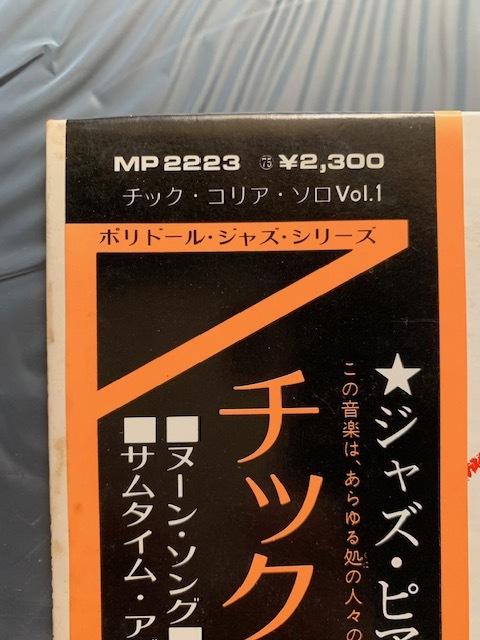 MP2223 ㊆ ¥2,300
チック・コリア・ソロVol.1
ポリドール・ジャズ・シリーズ
★ジャズ・ピア
この音楽は、あらゆる処の人々の
チック
■ヌーン・ソング■
■サムタイム・ア